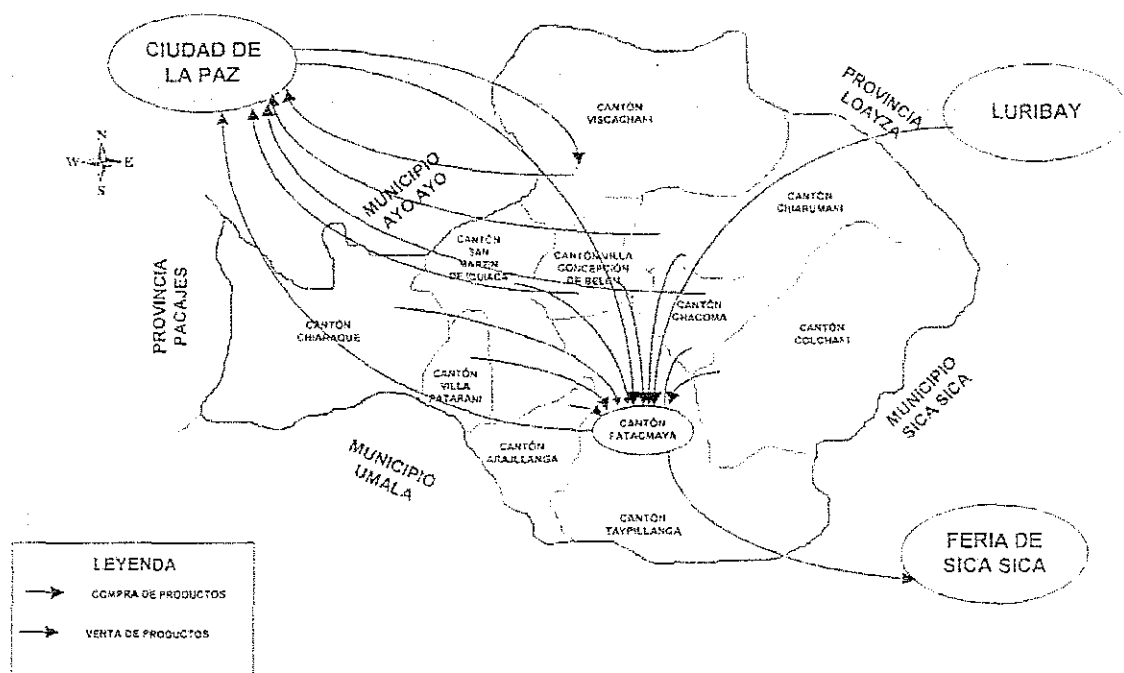 CIUDAD DE
LA PAZ
CANTÓN
VISCACHANI
PROVINCIA
LOAYZA
LURIBAY
N
W
E
S
MUNICIPIO
AYO AYO
CANTÓN
CHIARUMANI
CANTÓN
SAN
MARTÍN
DE IQUIACA
CANTÓN VILLA
CONCEPCIÓN
DE BELÉN
PROVINCIA
PACAJES
CANTÓN
CHIARAQUE
CANTÓN
CHACOMA
CANTÓN
COLCHANI
CANTÓN
VILLA
PATARANI
MUNICIPIO
SICA SICA
CANTÓN
PATACMAYA
MUNICIPIO
UMALA
CANTÓN
ARAJLLANGA
CANTÓN
TAYPILLANGA
FERIA DE
SICA SICA
LEYENDA
COMPRA DE PRODUCTOS
VENTA DE PRODUCTOS